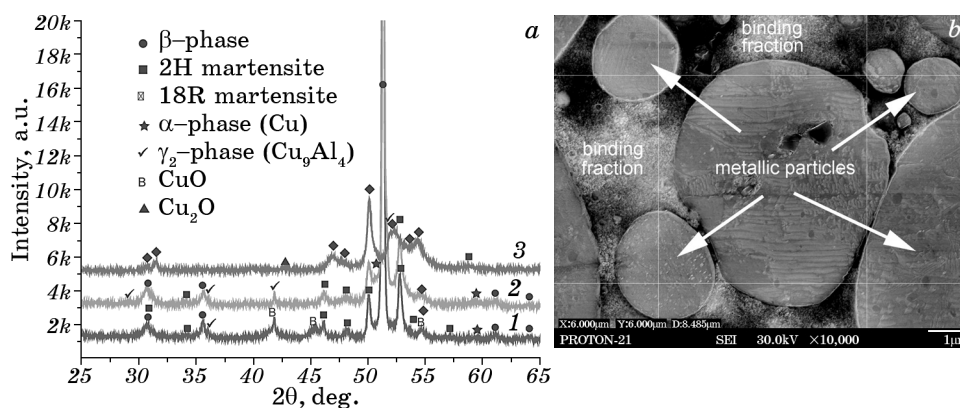 20k
18k
16k
14k
12k
10k
8k
6k
4k
2k
Intensity, a.u.
a
β–phase
2H martensite
18R martensite
α–phase (Cu)
γ₂–phase (Cu₉Al₄)
B CuO
Cu₂O
3
2
1
B
B
B
25 30 35 40 45 50 55 60 65
2θ, deg.
b
binding
fraction
binding
fraction
metallic particles
X:6.000µm Y:6.000µm D:8.485µm
PROTON-21 SEI 30.0kV ×10,000 1µ